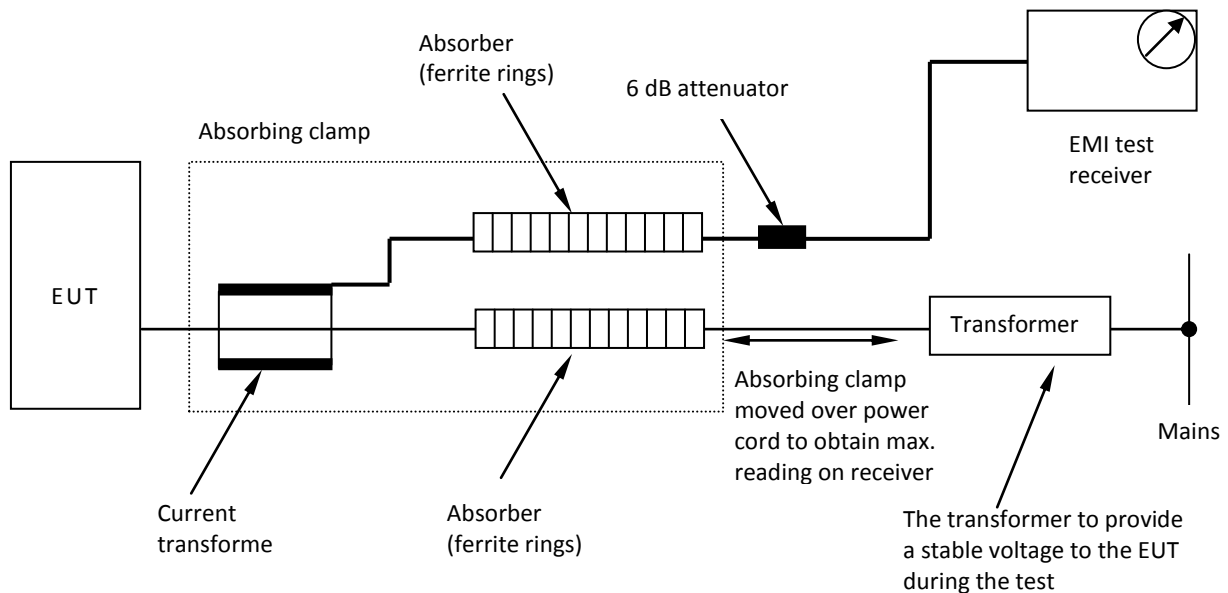 Absorber
(ferrite rings)
6 dB attenuator
Absorbing clamp
EMI test
receiver
EUT
Transformer
Absorbing clamp
moved over power
cord to obtain max.
reading on receiver
Mains
Current
transforme
Absorber
(ferrite rings)
The transformer to provide
a stable voltage to the EUT
during the test